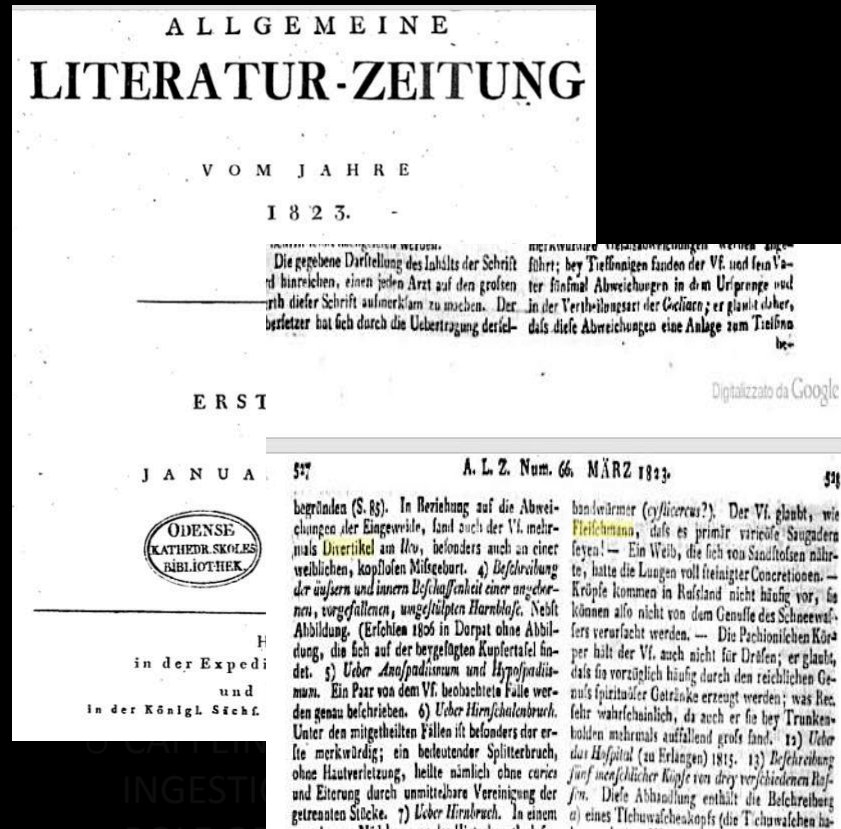 ALLGEMEINE
LITERATUR-ZEITUNG
VOM JAHRE
1823.
ERST
JANUA
ODENSE
KATHEDR. SKOLES
BIBLIOTHEK.
in der Expedi
und
in der Königl. Sächſ.
Die gegebene Darſtellung des Inhalts der Schrift
hinreichen, einen jeden Arzt auf den groſsen
rth dieſer Schrift aufmerkſam zu machen. Der
berſetzer hat ſich durch die Uebertragung derſel-
führt; bey Tiefſinnigen fanden der Vf. und ſein Va-
ter fünfmal Abweichungen in dem Urſprunge und
in der Vertheilungsart der Coeliaca; er glaubt daher,
daſs dieſe Abweichungen eine Anlage zum Tiefſinn
be-
Digitalizzato da Google
527 A. L. Z. Num. 66. MÄRZ 1823. 528
begründen (S. 85). In Beziehung auf die Abwei-
chungen der Eingeweide, fand auch der Vf. mehr-
mals Divertikel am Ileo, beſonders auch an einer
weiblichen, kopfloſen Miſsgeburt. 4) Beſchreibung
der äuſsern und innern Beſchaffenheit einer angebor-
nen, vorgefallenen, umgeſtülpten Harnblaſe. Nebſt
Abbildung. (Erſchien 1806 in Dorpat ohne Abbil-
dung, die ſich auf der beygefügten Kupfertafel fin-
det. 5) Ueber Anaſpadiismum und Hypoſpadiis-
mum. Ein Paar von dem Vf. beobachtete Fälle wer-
den genau beſchrieben. 6) Ueber Hirnſchalenbruch.
Unter den mitgetheilten Fällen iſt beſonders der er-
ſte merkwürdig; ein bedeutender Splitterbruch,
ohne Hautverletzung, heilte nämlich ohne caries
und Eiterung durch unmittelbare Vereinigung der
getrennten Stücke. 7) Ueber Hirnbruch. In einem
bandwürmer (cyſticercus?). Der Vf. glaubt, wie
Fleiſchmann, daſs es primär varicöſe Saugadern
ſeyen! — Ein Weib, die ſich von Sandſtoſsen nähr-
te, hatte die Lungen voll ſteinigter Concretionen. —
Kröpfe kommen in Ruſsland nicht häufig vor, ſie
können alſo nicht von dem Genuſſe des Schneewaſ-
ſers verurſacht werden. — Die Pachioniſchen Kör-
per hält der Vf. auch nicht für Drüſen; er glaubt,
daſs ſie vorzüglich häufig durch den reichlichen Ge-
nuſs ſpirituöſer Getränke erzeugt werden; was Rec.
ſehr wahrſcheinlich, da auch er ſie bey Trunken-
bolden mehrmals auffallend groſs fand. 12) Ueber
das Hoſpital (zu Erlangen) 1815. 13) Beſchreibung
fünf menſchlicher Köpfe von drey verſchiedenen Raſ-
ſen. Dieſe Abhandlung enthält die Beſchreibung
a) eines Tſchuwaſchenkopfs (die Tſchuwaſchen ha-